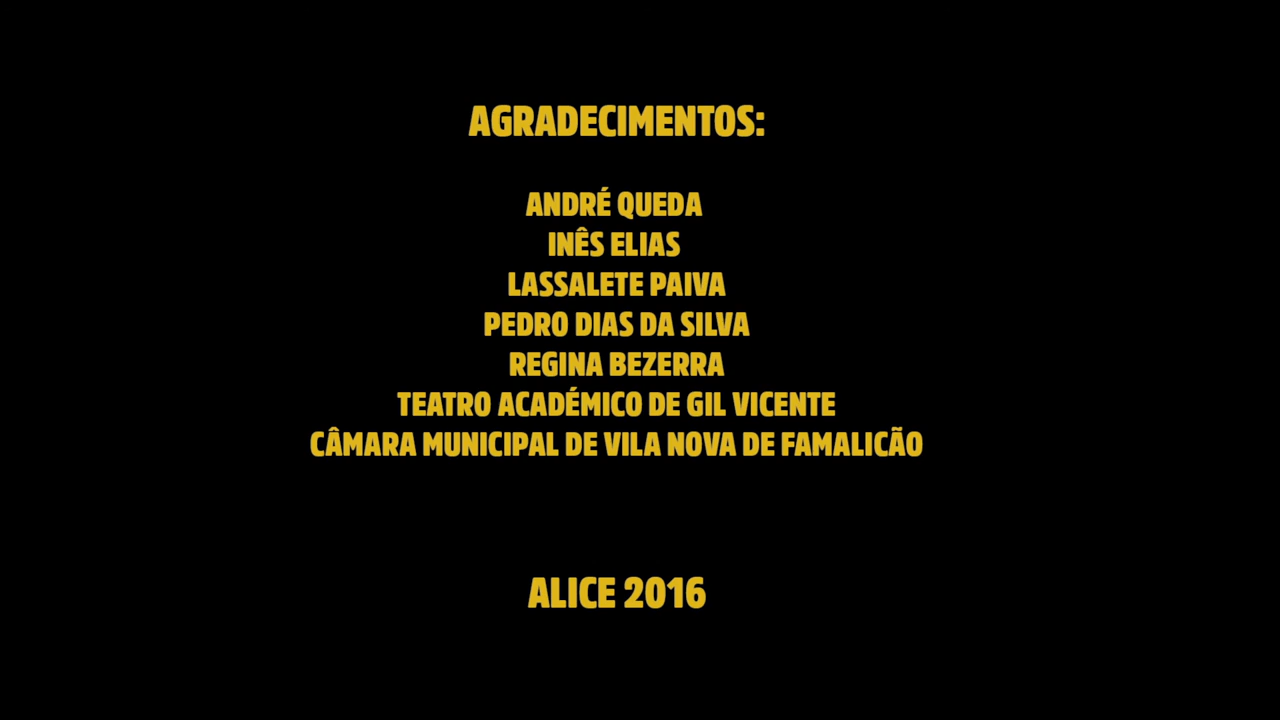 AGRADECIMENTOS:
ANDRÉ QUEDA
INÊS ELIAS
LASSALETE PAIVA
PEDRO DIAS DA SILVA
REGINA BEZERRA
TEATRO ACADÉMICO DE GIL VICENTE
CÂMARA MUNICIPAL DE VILA NOVA DE FAMALICÃO
ALICE 2016